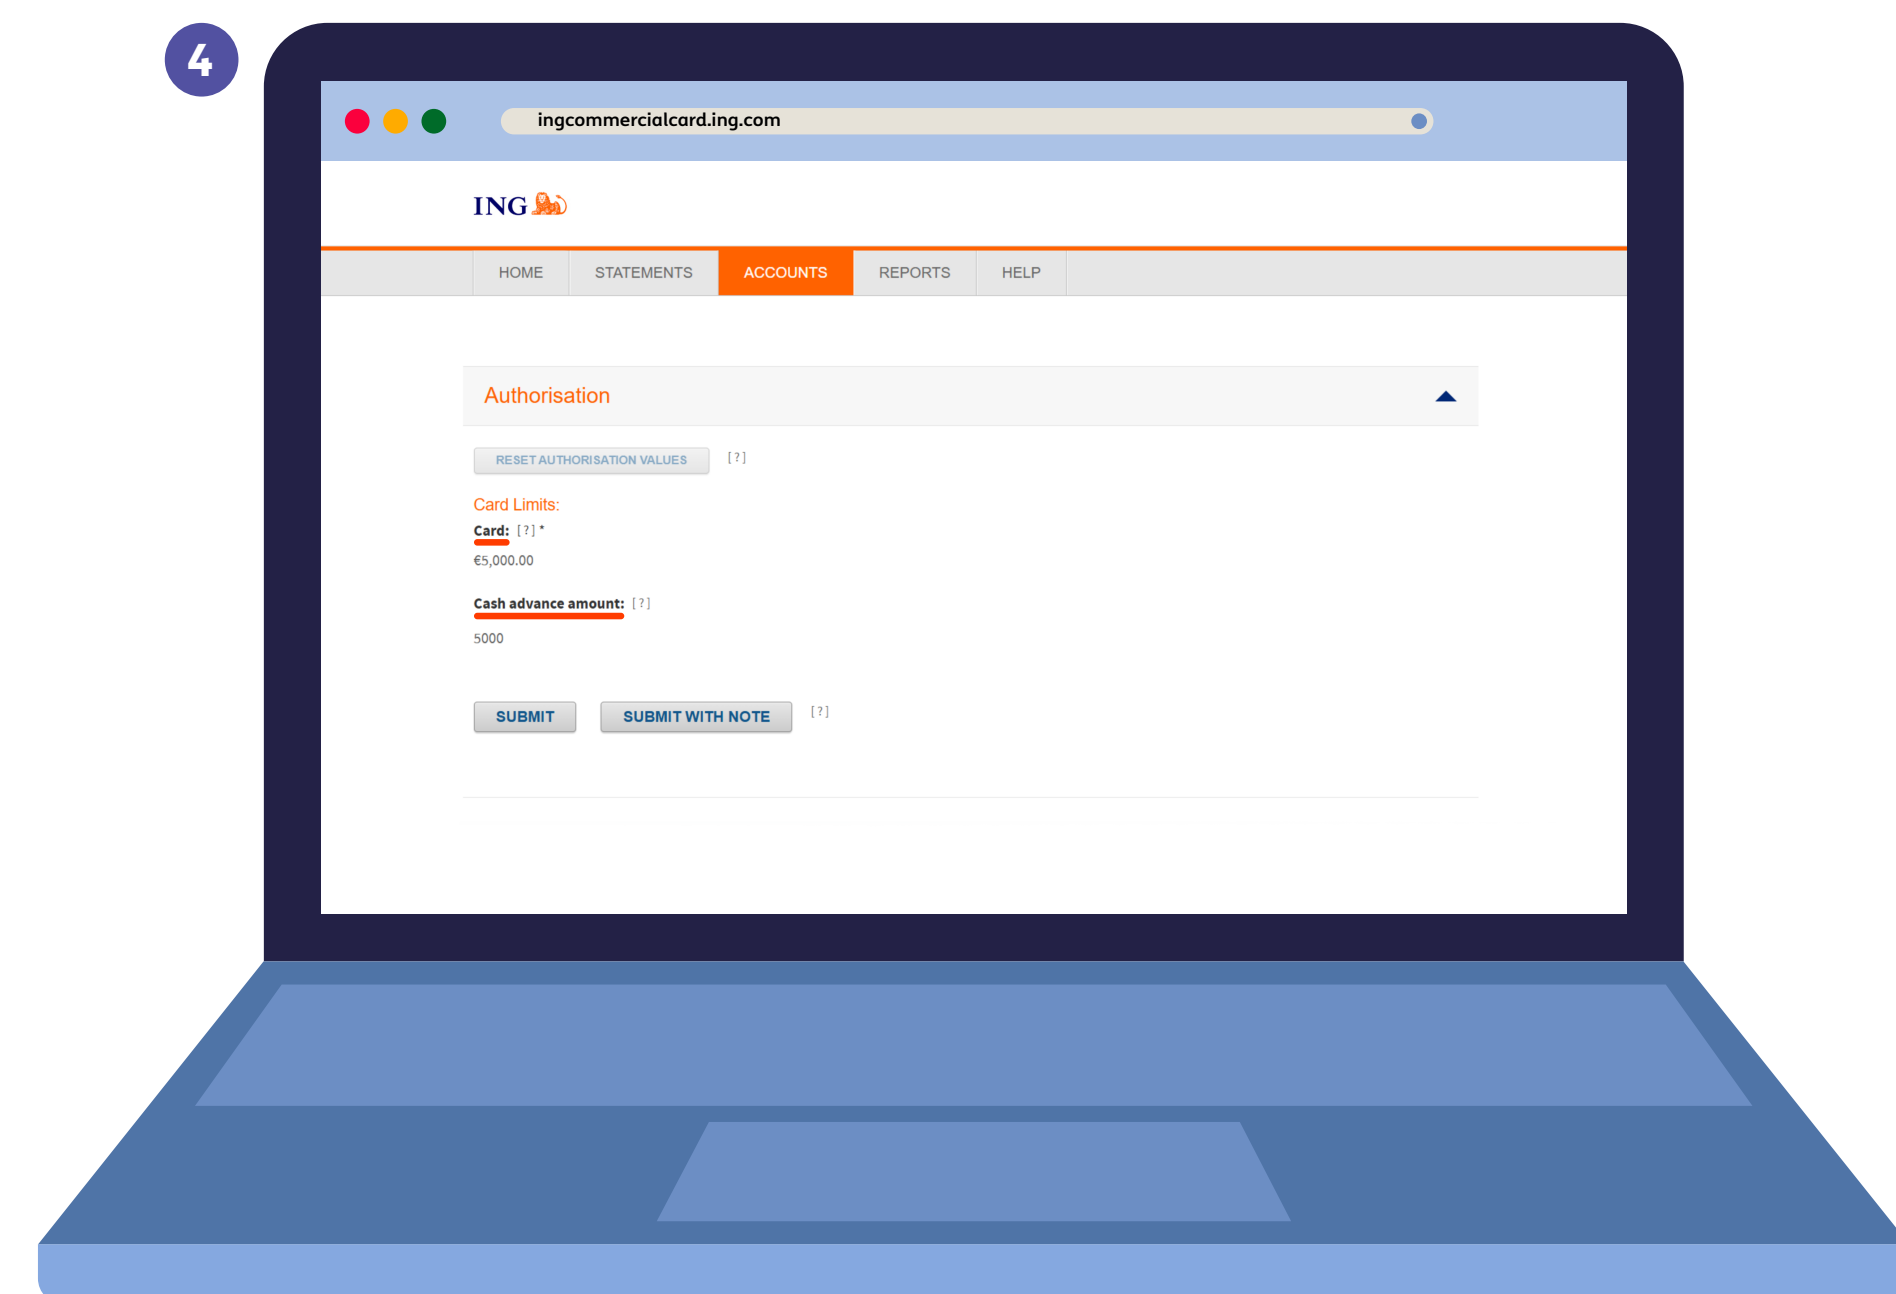 4
ingcommercialcard.ing.com
ING
HOME STATEMENTS ACCOUNTS REPORTS HELP
Authorisation
RESET AUTHORISATION VALUES [?]
Card Limits:
Card: [?] *
€5,000.00
Cash advance amount: [?]
5000
SUBMIT SUBMIT WITH NOTE [?]